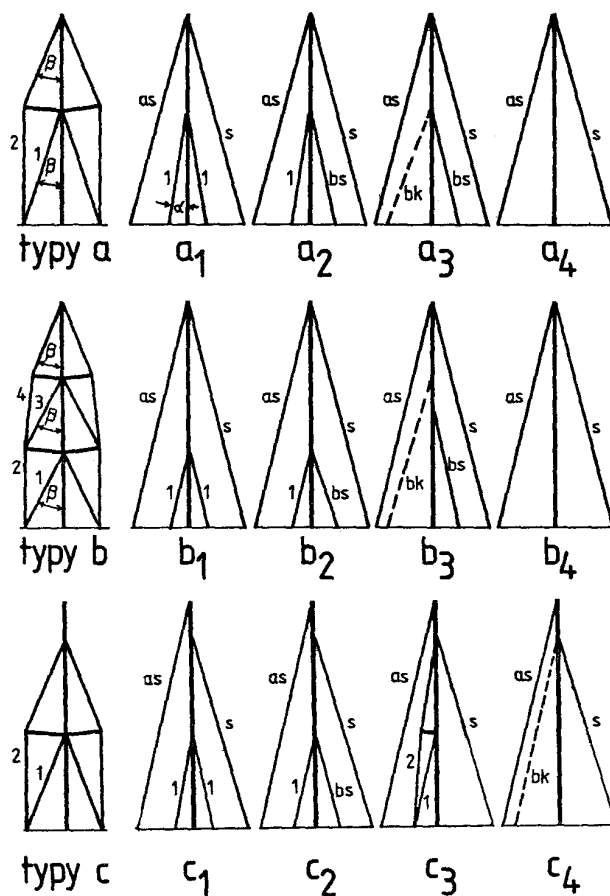 β
as s as s as s
2 1 β 1 α 1 1 bs bk bs
typy a a1 a2 a3 a4
β
4 3 β as s as s as s
2 1 β 1 1 1 bs bk bs
typy b b1 b2 b3 b4
as s as s as s as s
2 1 1 1 1 bs 2 1 bk
typy c c1 c2 c3 c4